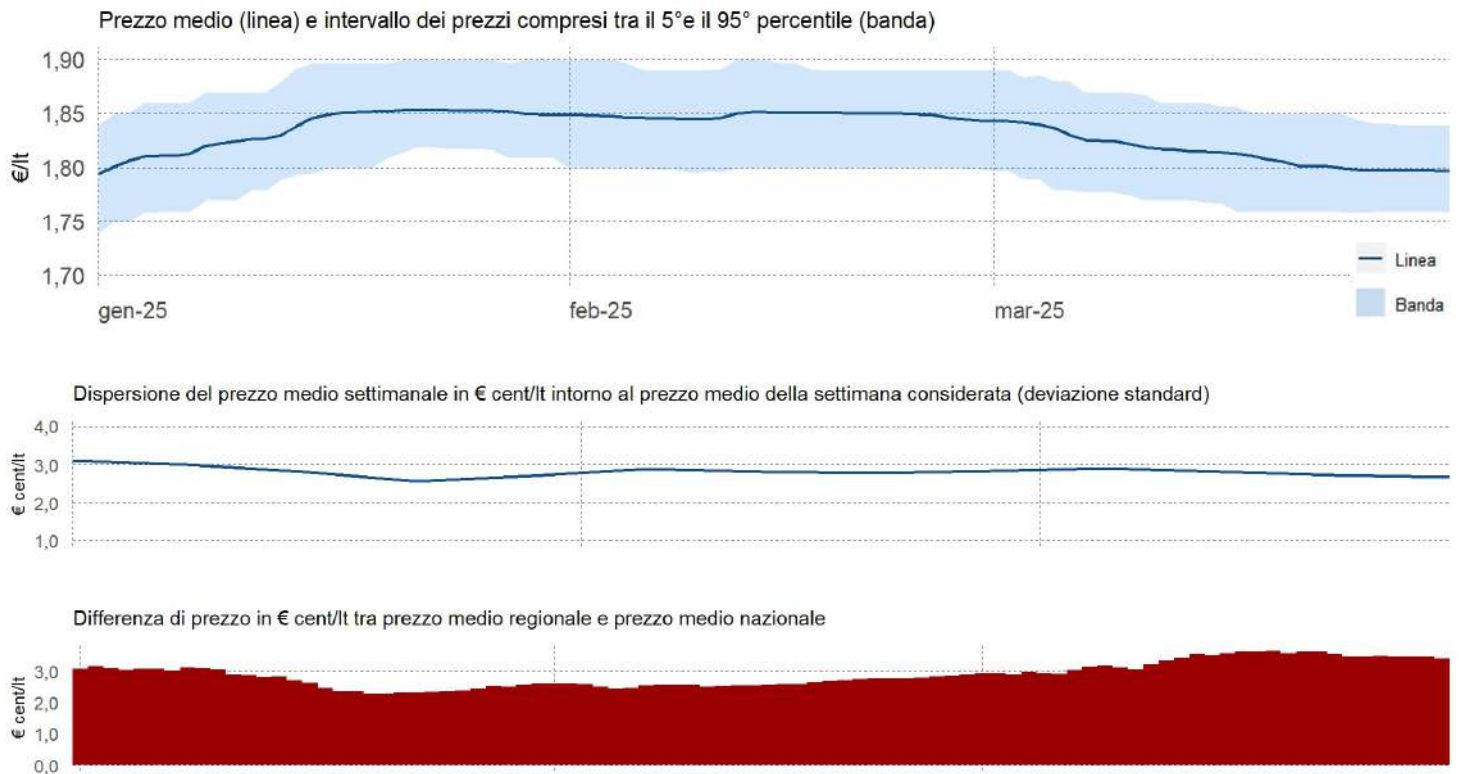 Prezzo medio (linea) e intervallo dei prezzi compresi tra il 5°e il 95° percentile (banda)
1,90
1,85
1,80
1,75
1,70
€/lt
gen-25
feb-25
mar-25
Linea
Banda
Dispersione del prezzo medio settimanale in € cent/lt intorno al prezzo medio della settimana considerata (deviazione standard)
4,0
3,0
2,0
1,0
€ cent/lt
Differenza di prezzo in € cent/lt tra prezzo medio regionale e prezzo medio nazionale
3,0
2,0
1,0
0,0
€ cent/lt